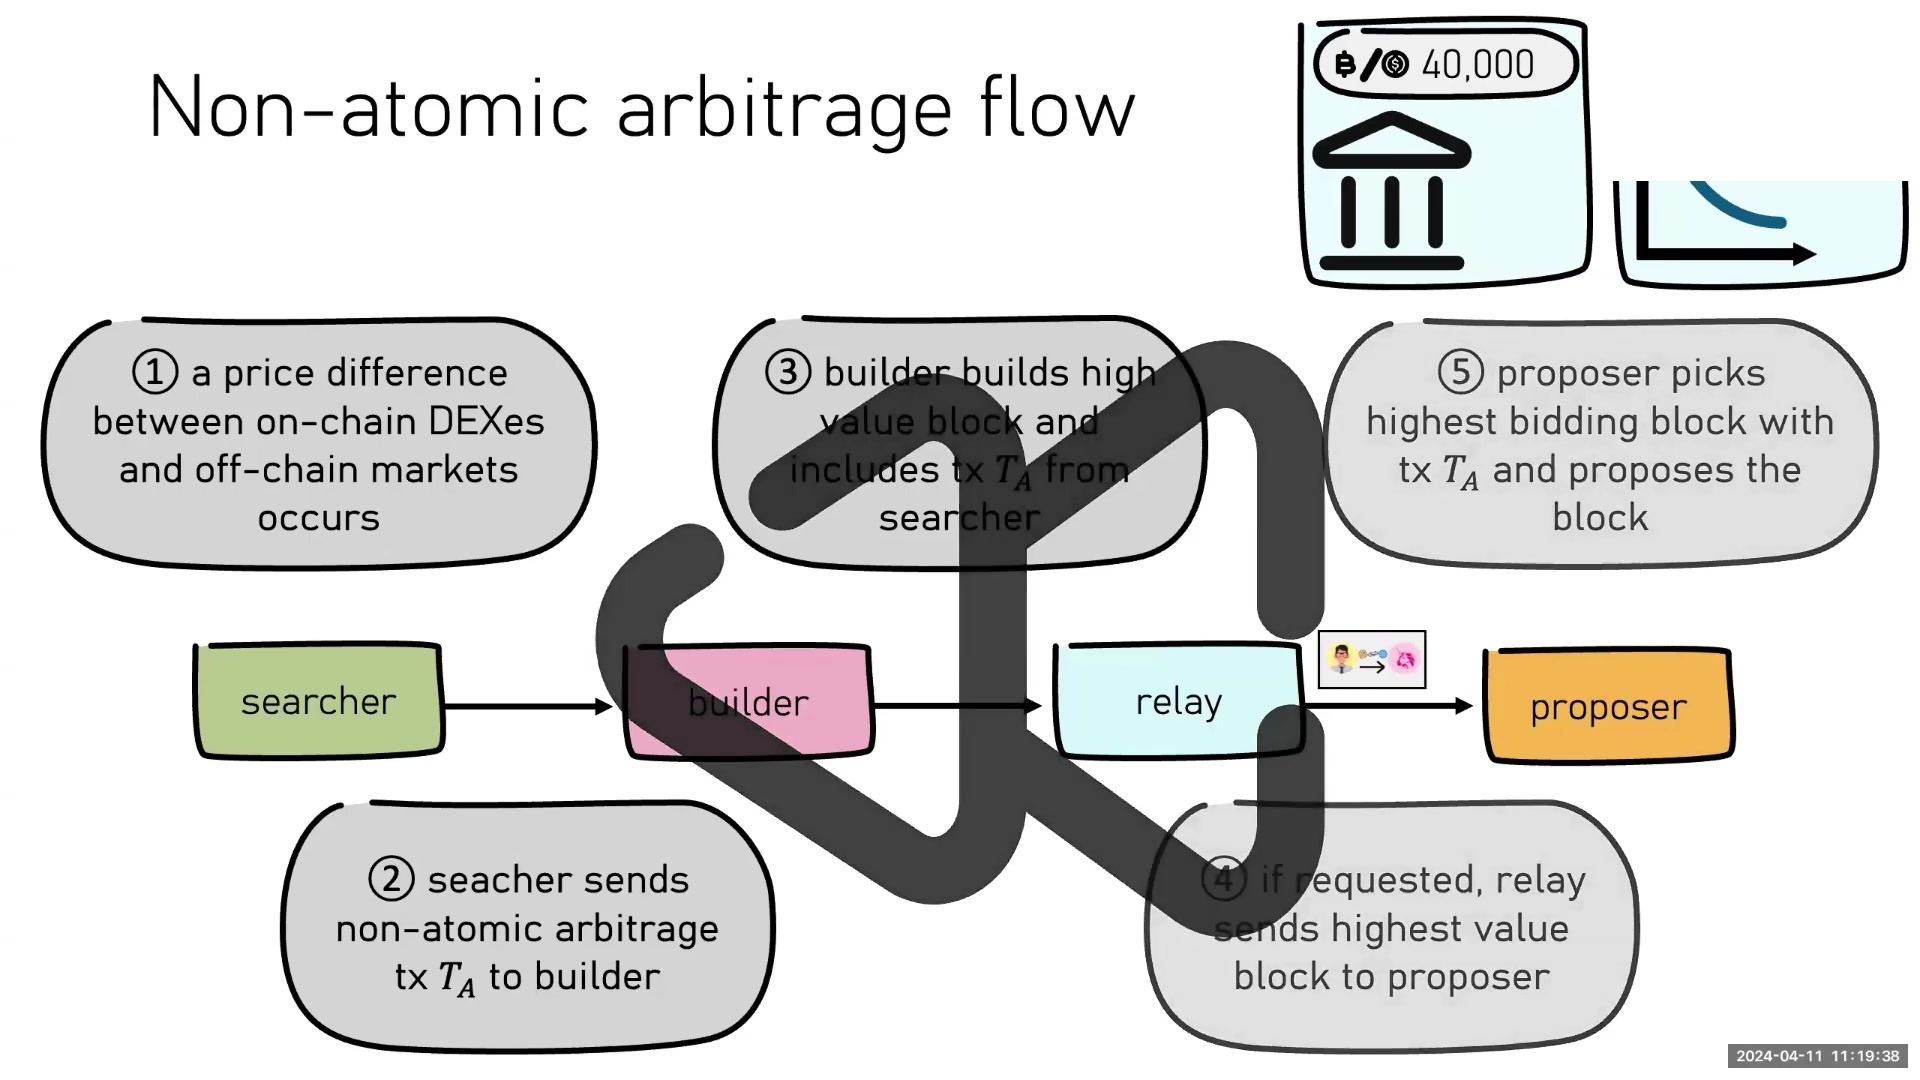 Non-atomic arbitrage flow
40,000
① a price difference
between on-chain DEXes
and off-chain markets
occurs
③ builder builds high
value block and
includes tx T_A from
searcher
⑤ proposer picks
highest bidding block with
tx T_A and proposes the
block
searcher
builder
relay
proposer
② seacher sends
non-atomic arbitrage
tx T_A to builder
④ if requested, relay
sends highest value
block to proposer
2024-04-11 11:19:38